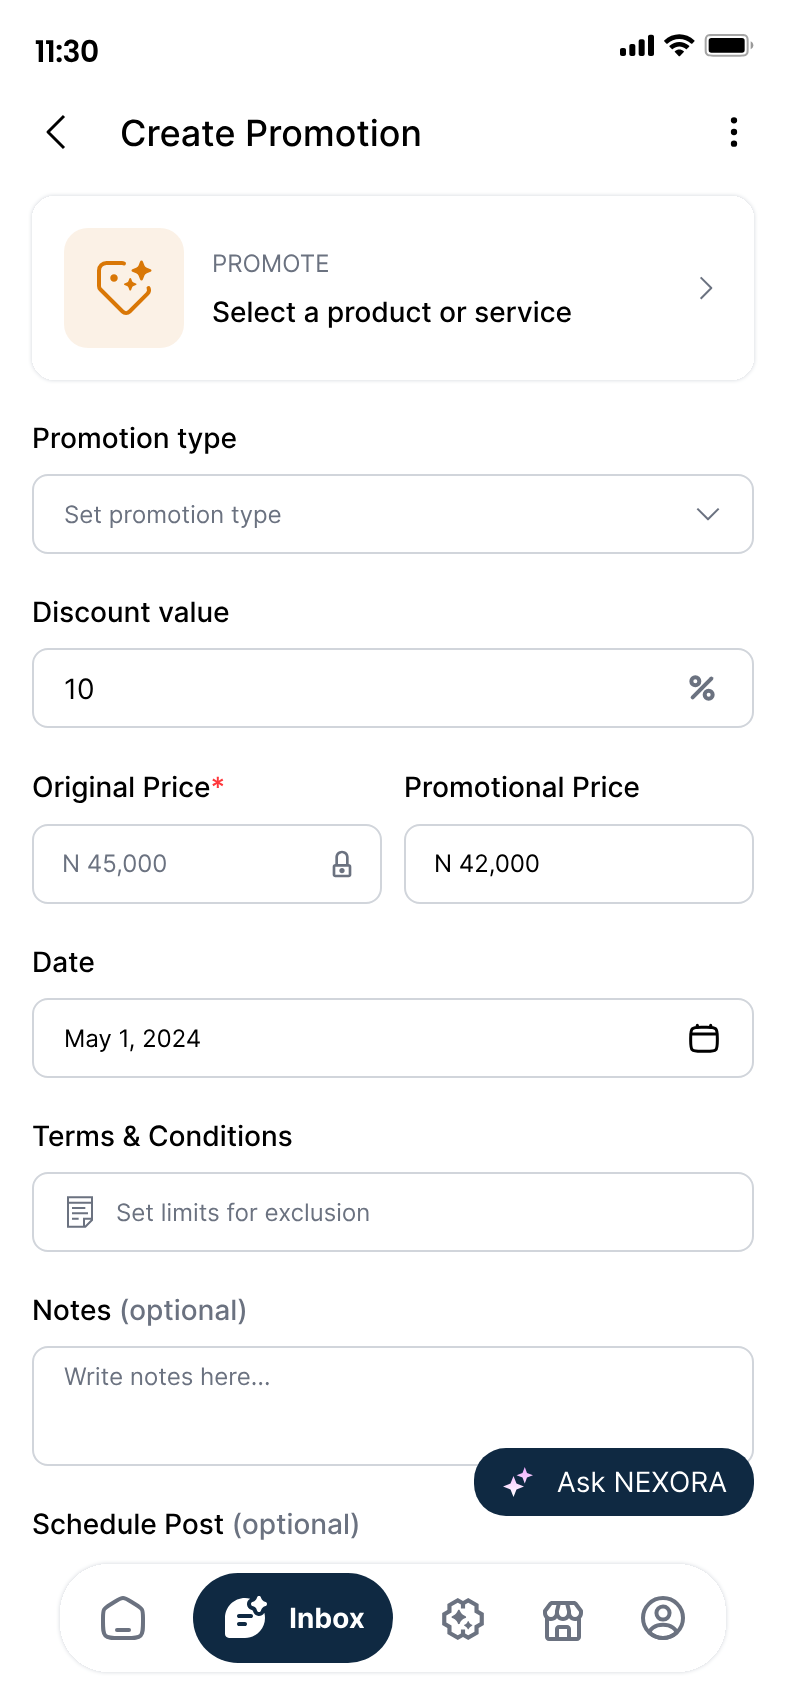 11:30
Create Promotion
PROMOTE
Select a product or service
Promotion type
Set promotion type
Discount value
10 %
Original Price* Promotional Price
N 45,000 N 42,000
Date
May 1, 2024
Terms & Conditions
Set limits for exclusion
Notes (optional)
Write notes here...
Ask NEXORA
Schedule Post (optional)
Inbox